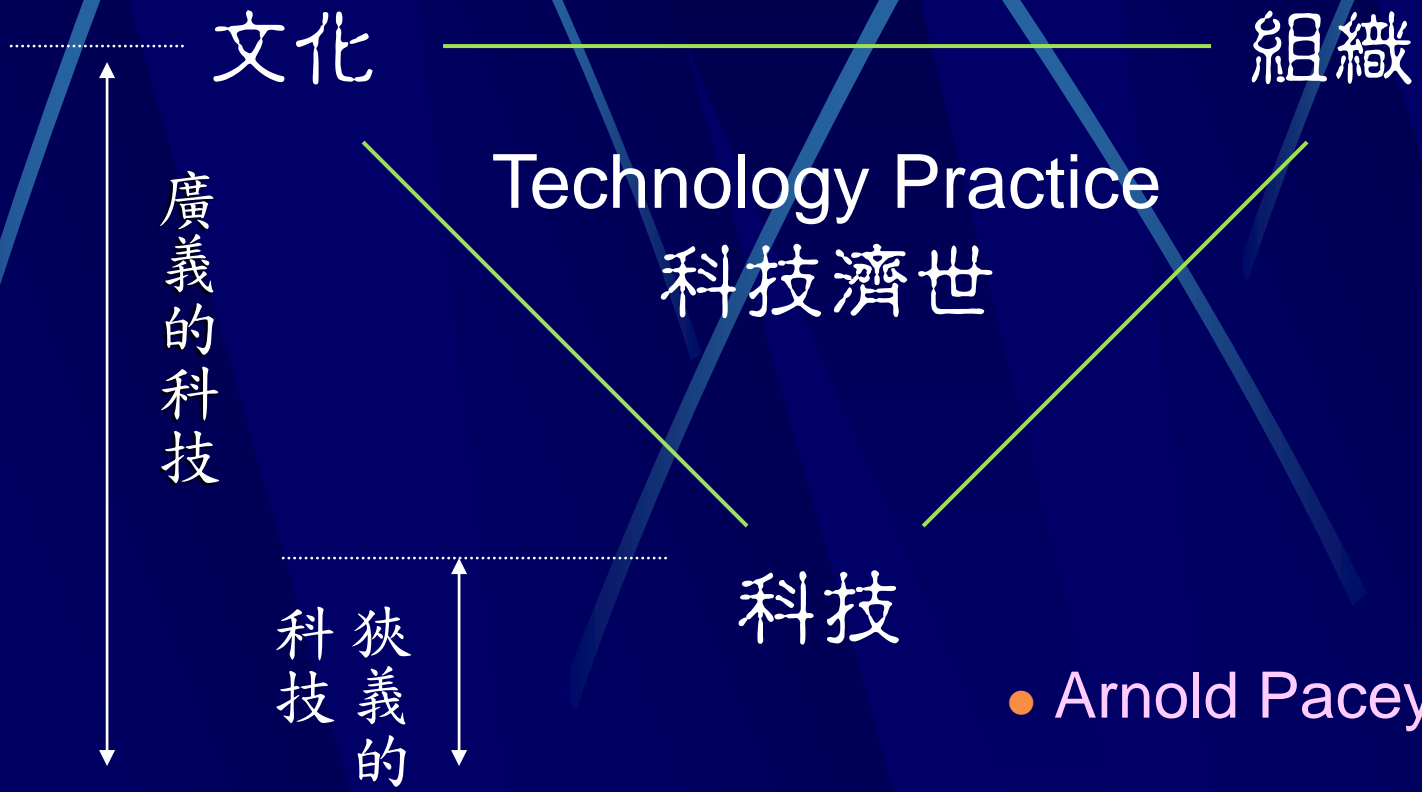 文化
組織
Technology Practice
科技濟世
廣義的科技
科技
狹義的
科技
• Arnold Pacey